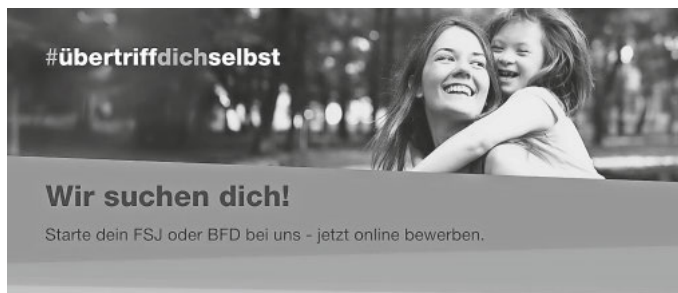 #übertriffdichselbst
Wir suchen dich!
Starte dein FSJ oder BFD bei uns - jetzt online bewerben.